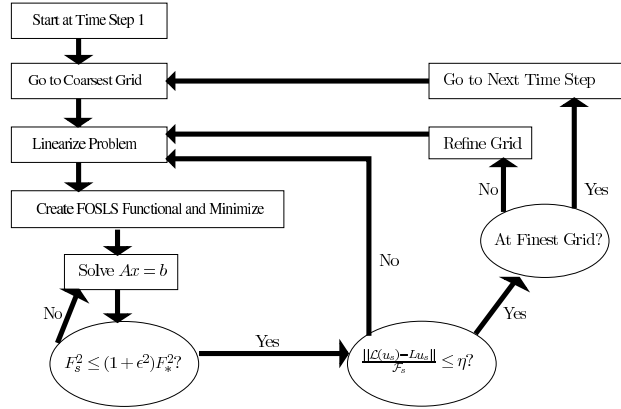 Start at Time Step 1
Go to Coarsest Grid
Go to Next Time Step
Linearize Problem
Refine Grid
No
Yes
Create FOSLS Functional and Minimize
At Finest Grid?
No
Solve Ax = b
No
Yes
Yes
F_s^2 ≤ (1 + ϵ^2)F_*^2?
||ℒ(u_s)−Lu_s|| / ℱ_s ≤ η?